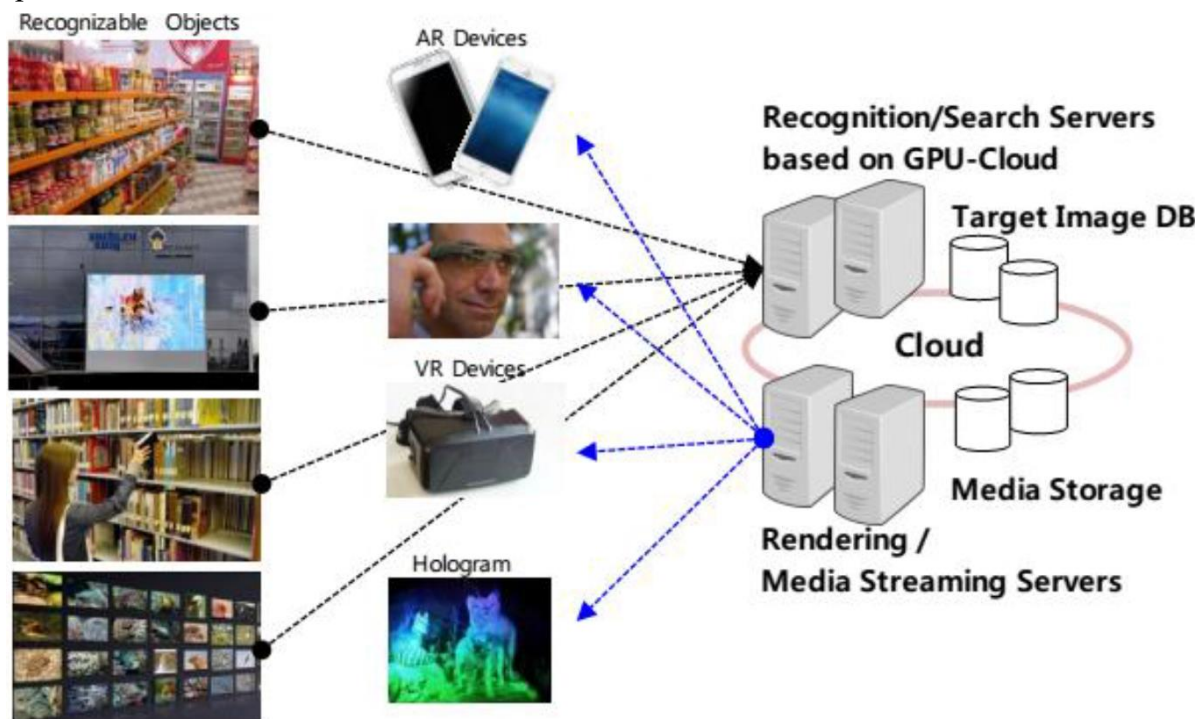 Recognizable Objects
AR Devices
Recognition/Search Servers
based on GPU-Cloud
Target Image DB
Cloud
VR Devices
Media Storage
Hologram
Rendering /
Media Streaming Servers